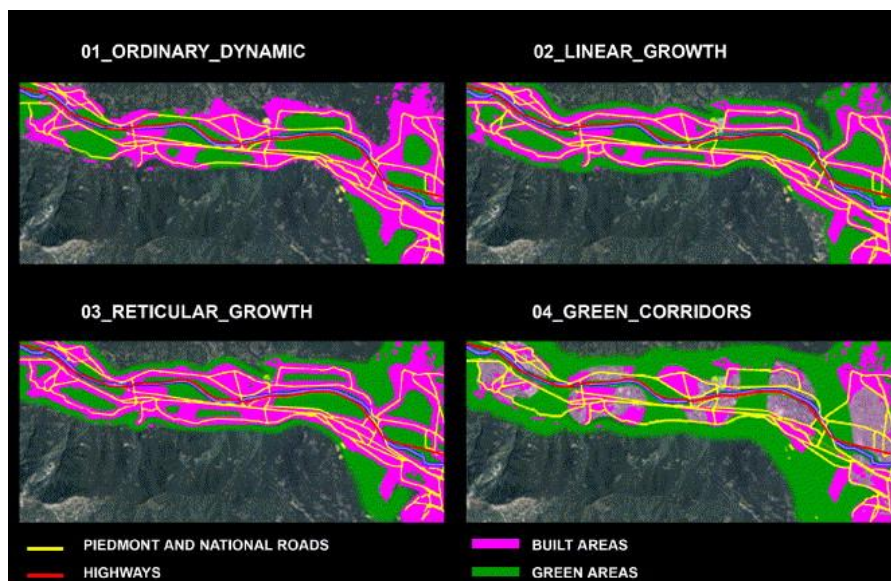 01_ORDINARY_DYNAMIC
02_LINEAR_GROWTH
03_RETICULAR_GROWTH
04_GREEN_CORRIDORS
PIEDMONT AND NATIONAL ROADS
BUILT AREAS
HIGHWAYS
GREEN AREAS